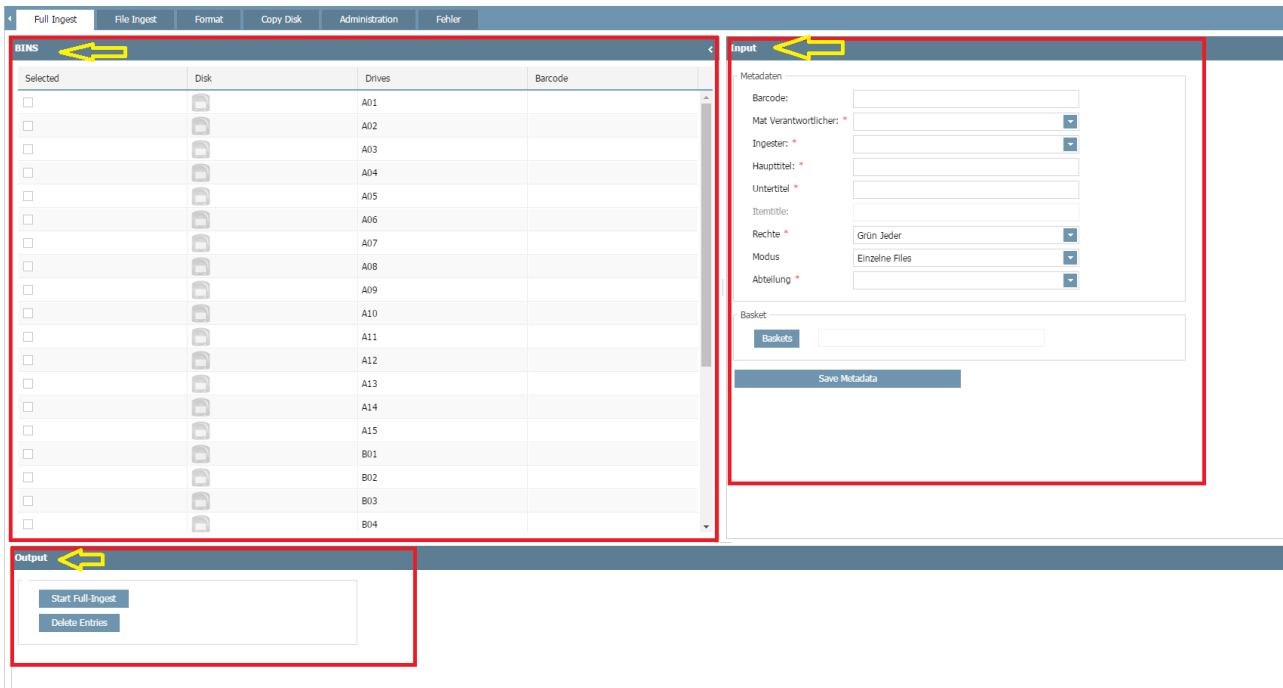 Full Ingest File Ingest Format Copy Disk Administration Fehler
BINS
Selected Disk Drives Barcode
A01
A02
A03
A04
A05
A06
A07
A08
A09
A10
A11
A12
A13
A14
A15
B01
B02
B03
B04
Input
Metadaten
Barcode:
Mat Verantwortlicher: *
Ingester: *
Haupttitel: *
Untertitel *
Itemtitle:
Rechte * Grün Jeder
Modus Einzelne Files
Abteilung *
Basket
Baskets
Save Metadata
Output
Start Full-Ingest
Delete Entries